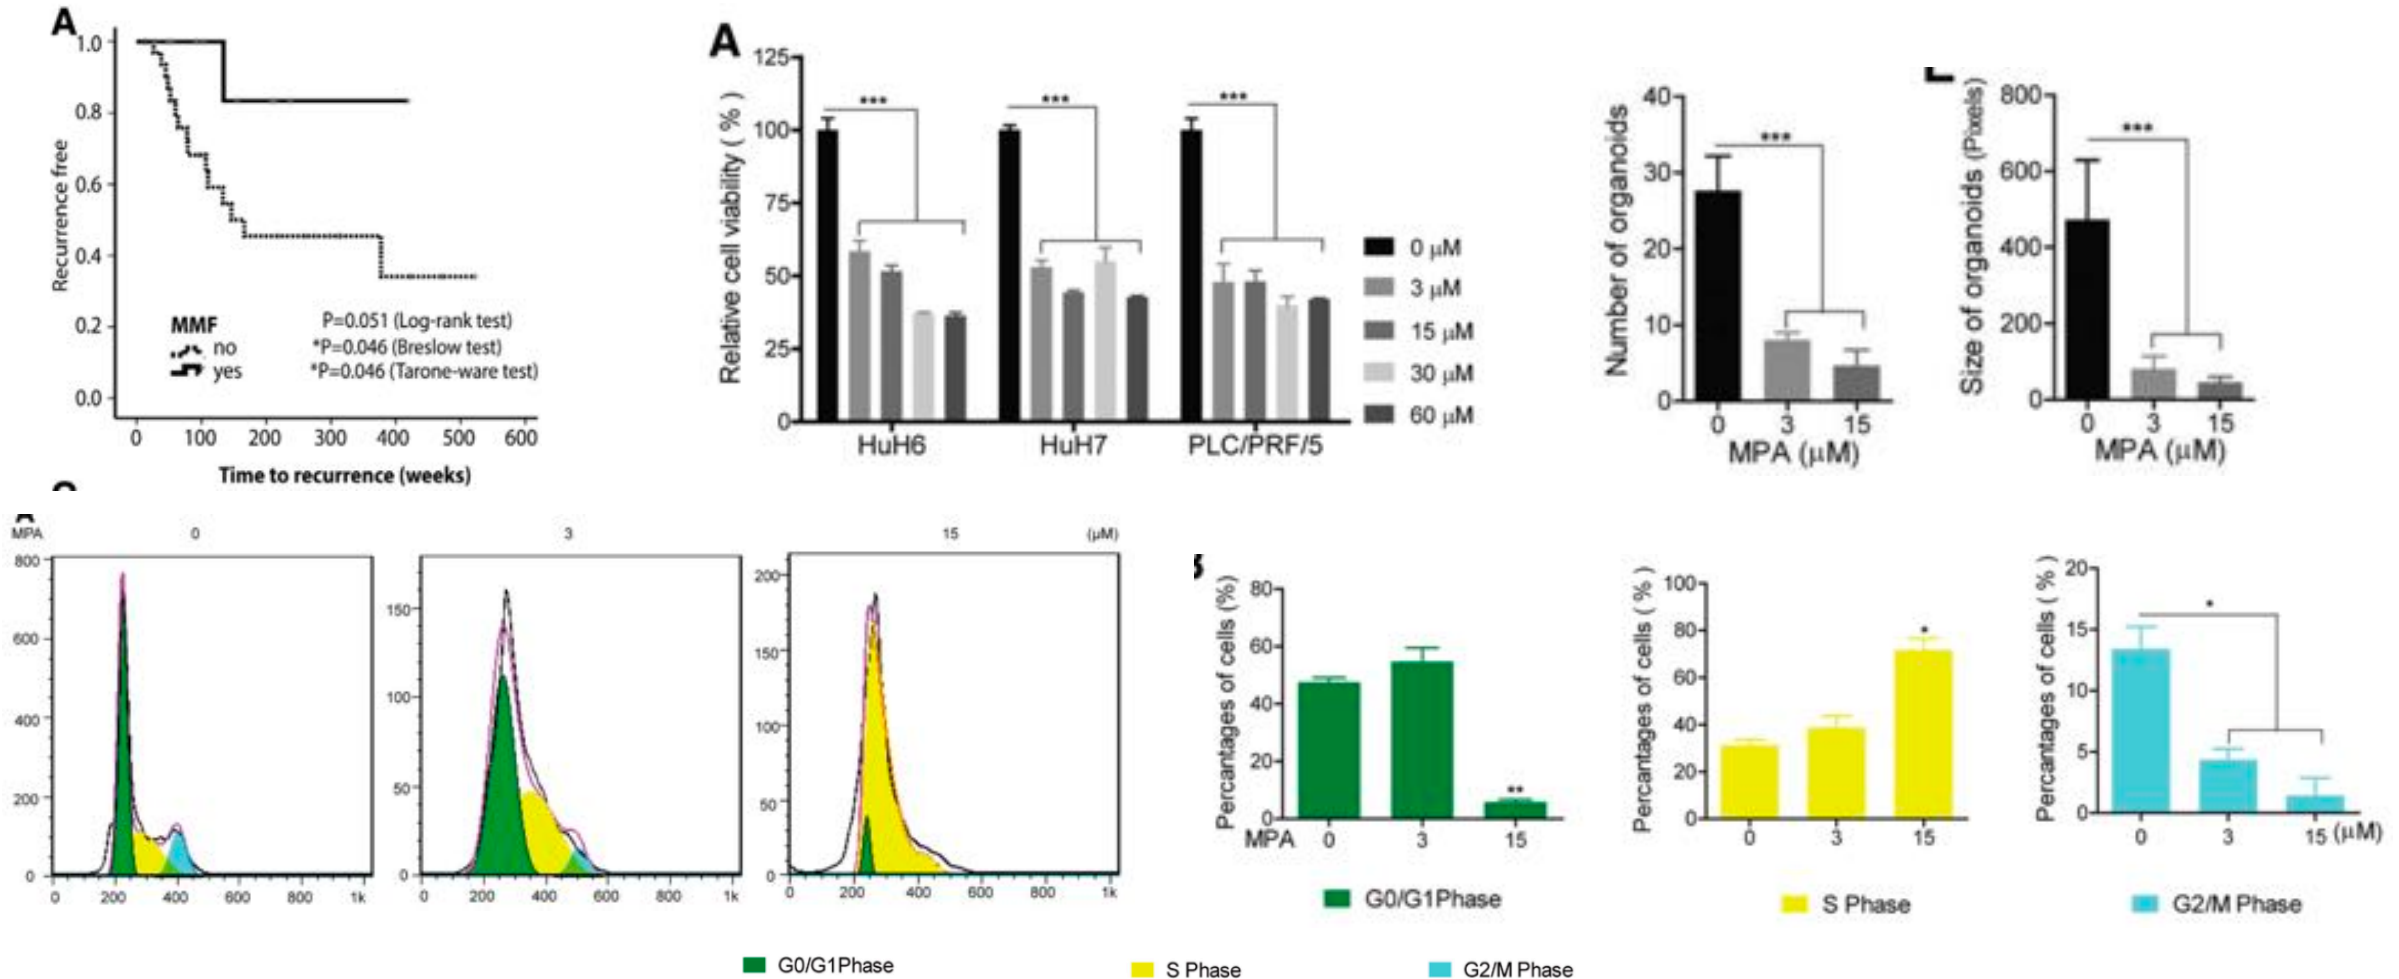 A
1.0
0.8
0.6
0.4
0.2
0.0
Recurrence free
MMF
no
yes
P=0.051 (Log-rank test)
*P=0.046 (Breslow test)
*P=0.046 (Tarone-ware test)
0 100 200 300 400 500 600
Time to recurrence (weeks)
A
125
100
75
50
25
0
Relative cell viability ( % )
*** *** ***
HuH6 HuH7 PLC/PRF/5
0 μM
3 μM
15 μM
30 μM
60 μM
40
30
20
10
0
Number of organoids
***
0 3 15
MPA (μM)
800
600
400
200
0
Size of organoids (Pixels)
***
0 3 15
MPA (μM)
MPA 0 3 15 (μM)
800
600
400
200
0
0 200 400 600 800 1k
150
100
50
0
0 200 400 600 800 1k
200
150
100
50
0
0 200 400 600 800 1k
G0/G1Phase S Phase G2/M Phase
80
60
40
20
0
Percantages of cells (%)
**
MPA 0 3 15
G0/G1Phase
100
80
60
40
20
0
Percantages of cells ( % )
*
0 3 15
S Phase
20
15
10
5
0
Percantages of cells ( % )
*
0 3 15 (μM)
G2/M Phase